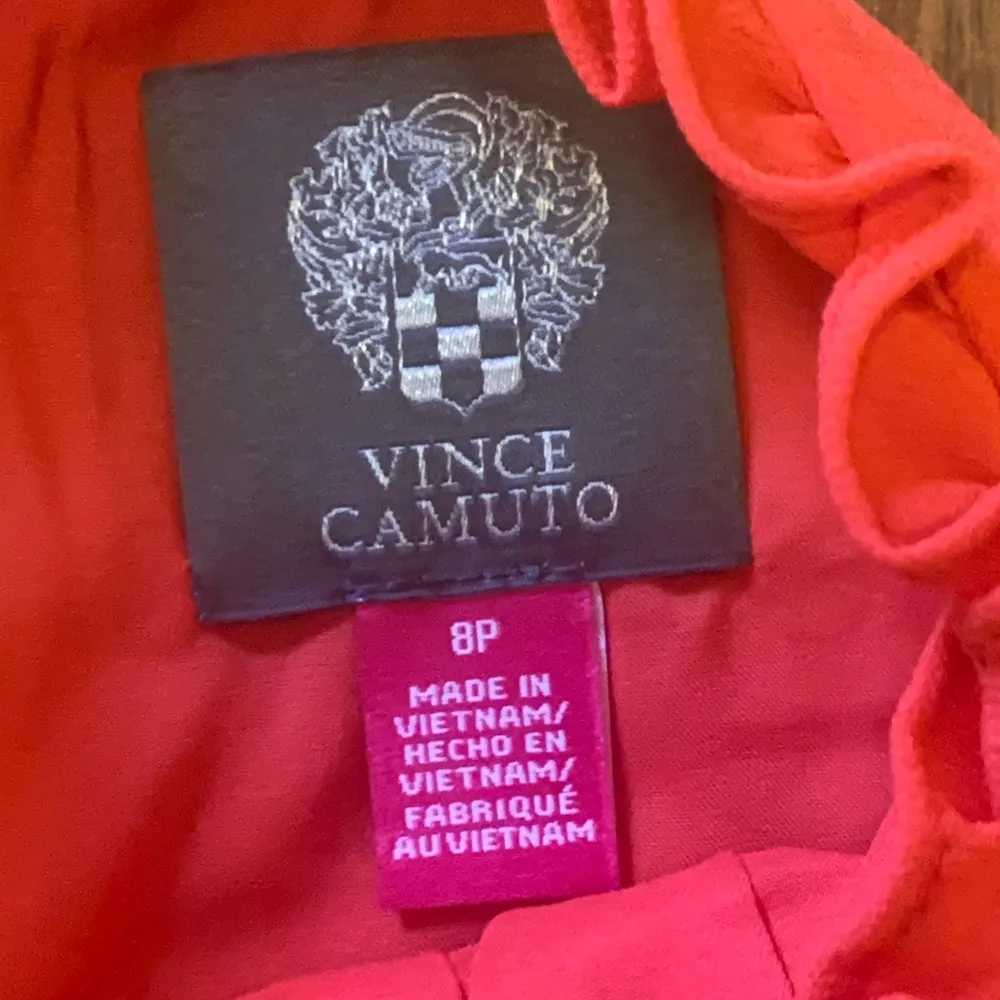 VINCE
CAMUTO
8P
MADE IN
VIETNAM/
HECHO EN
VIETNAM/
FABRIQUÉ
AU VIETNAM